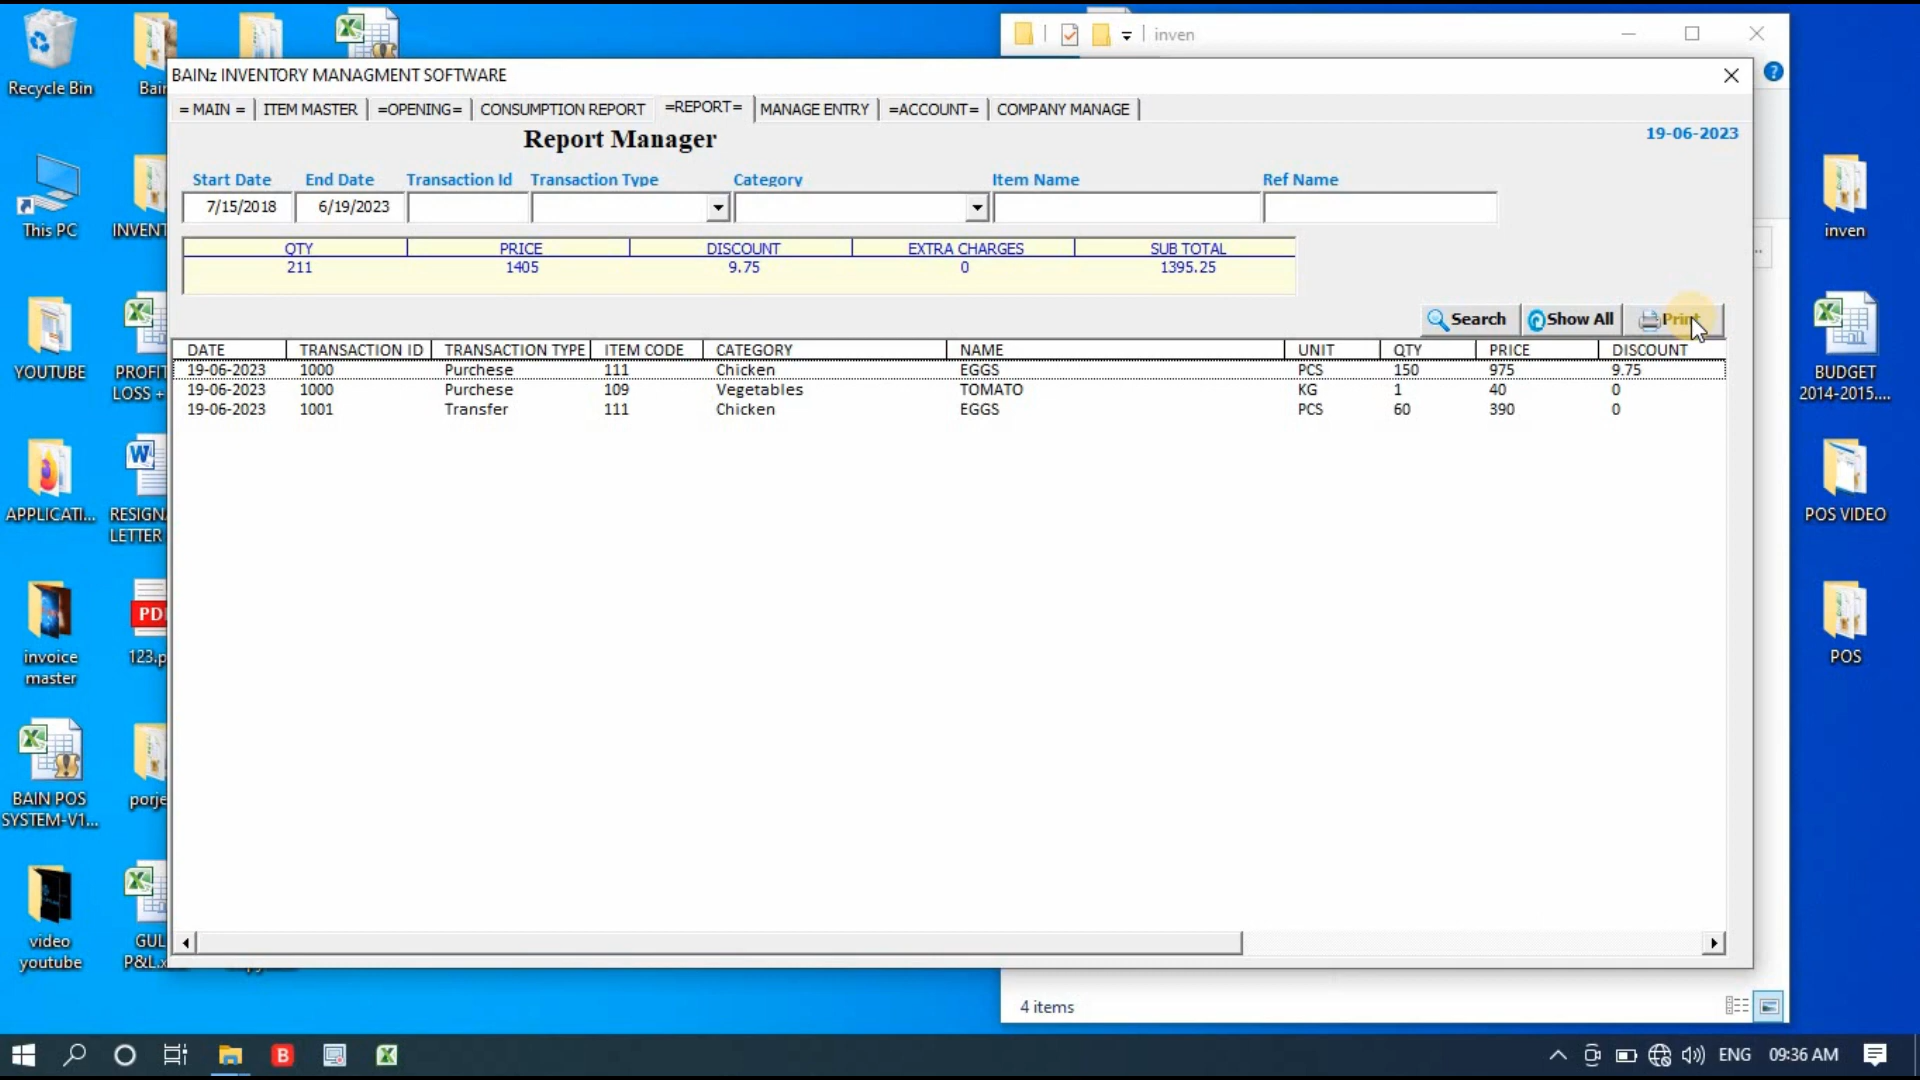 inven
Recycle Bin
Bai
BAINz INVENTORY MANAGMENT SOFTWARE
= MAIN =
ITEM MASTER
=OPENING=
CONSUMPTION REPORT
=REPORT=
MANAGE ENTRY
=ACCOUNT=
COMPANY MANAGE
Report Manager
19-06-2023
Start Date
End Date
Transaction Id
Transaction Type
Category
Item Name
Ref Name
7/15/2018
6/19/2023
QTY PRICE DISCOUNT EXTRA CHARGES SUB TOTAL
211 1405 9.75 0 1395.25
Search
Show All
Print
DATE TRANSACTION ID TRANSACTION TYPE ITEM CODE CATEGORY NAME UNIT QTY PRICE DISCOUNT
19-06-2023 1000 Purchese 111 Chicken EGGS PCS 150 975 9.75
19-06-2023 1000 Purchese 109 Vegetables TOMATO KG 1 40 0
19-06-2023 1001 Transfer 111 Chicken EGGS PCS 60 390 0
This PC
INVENT
YOUTUBE
PROFIT
LOSS +
APPLICATI...
RESIGN
LETTER
invoice
master
PD
123.p
BAIN POS
SYSTEM-V1...
porje
video
youtube
GUL
P&L.x
inven
BUDGET
2014-2015....
POS VIDEO
POS
4 items
B
ENG
09:36 AM